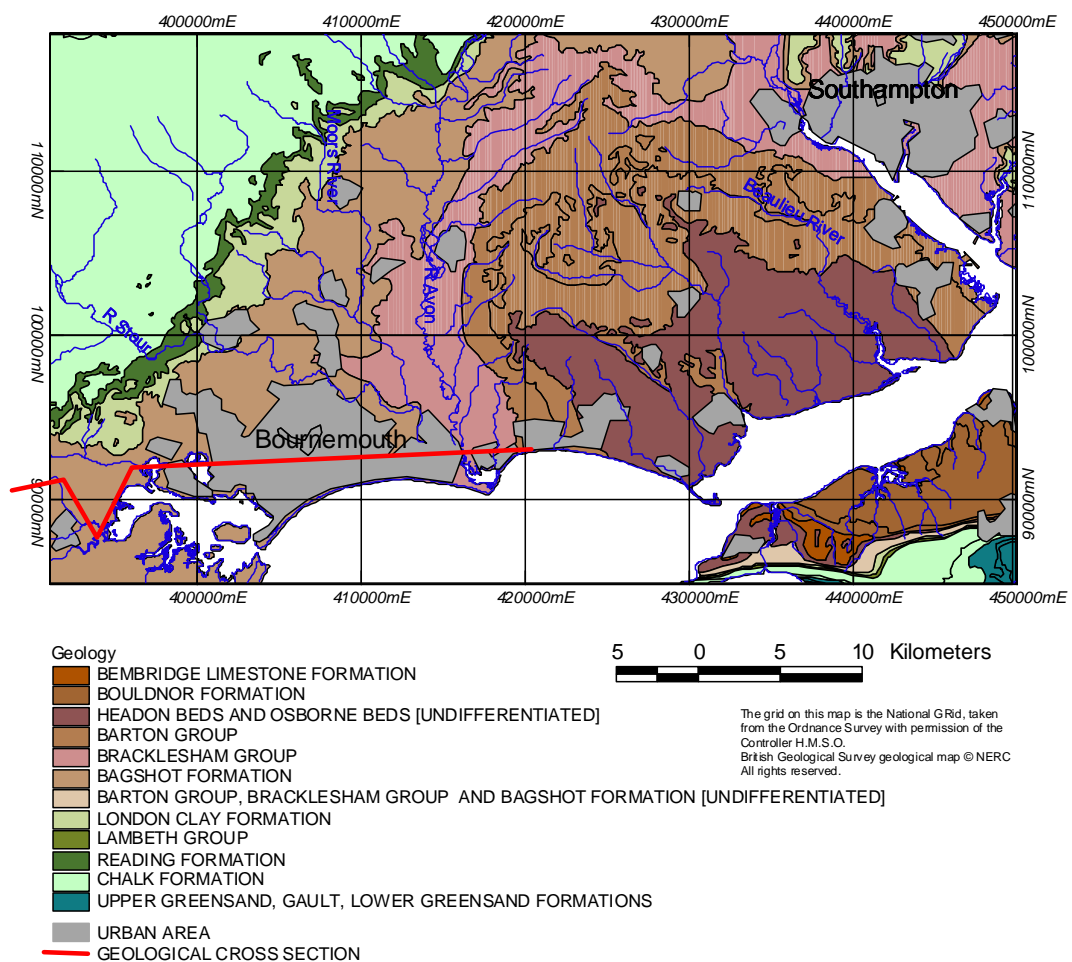 400000mE 410000mE 420000mE 430000mE 440000mE 450000mE
Southampton
110000mN
Moors River
110000mN
Beaulieu River
R Avon
100000mN
R Stour
100000mN
Bournemouth
90000mN
90000mN
400000mE 410000mE 420000mE 430000mE 440000mE 450000mE
Geology
BEMBRIDGE LIMESTONE FORMATION
BOULDNOR FORMATION
HEADON BEDS AND OSBORNE BEDS [UNDIFFERENTIATED]
BARTON GROUP
BRACKLESHAM GROUP
BAGSHOT FORMATION
BARTON GROUP, BRACKLESHAM GROUP AND BAGSHOT FORMATION [UNDIFFERENTIATED]
LONDON CLAY FORMATION
LAMBETH GROUP
READING FORMATION
CHALK FORMATION
UPPER GREENSAND, GAULT, LOWER GREENSAND FORMATIONS
URBAN AREA
GEOLOGICAL CROSS SECTION
5 0 5 10 Kilometers
The grid on this map is the National GRid, taken
from the Ordnance Survey with permission of the
Controller H.M.S.O.
British Geological Survey geological map © NERC
All rights reserved.